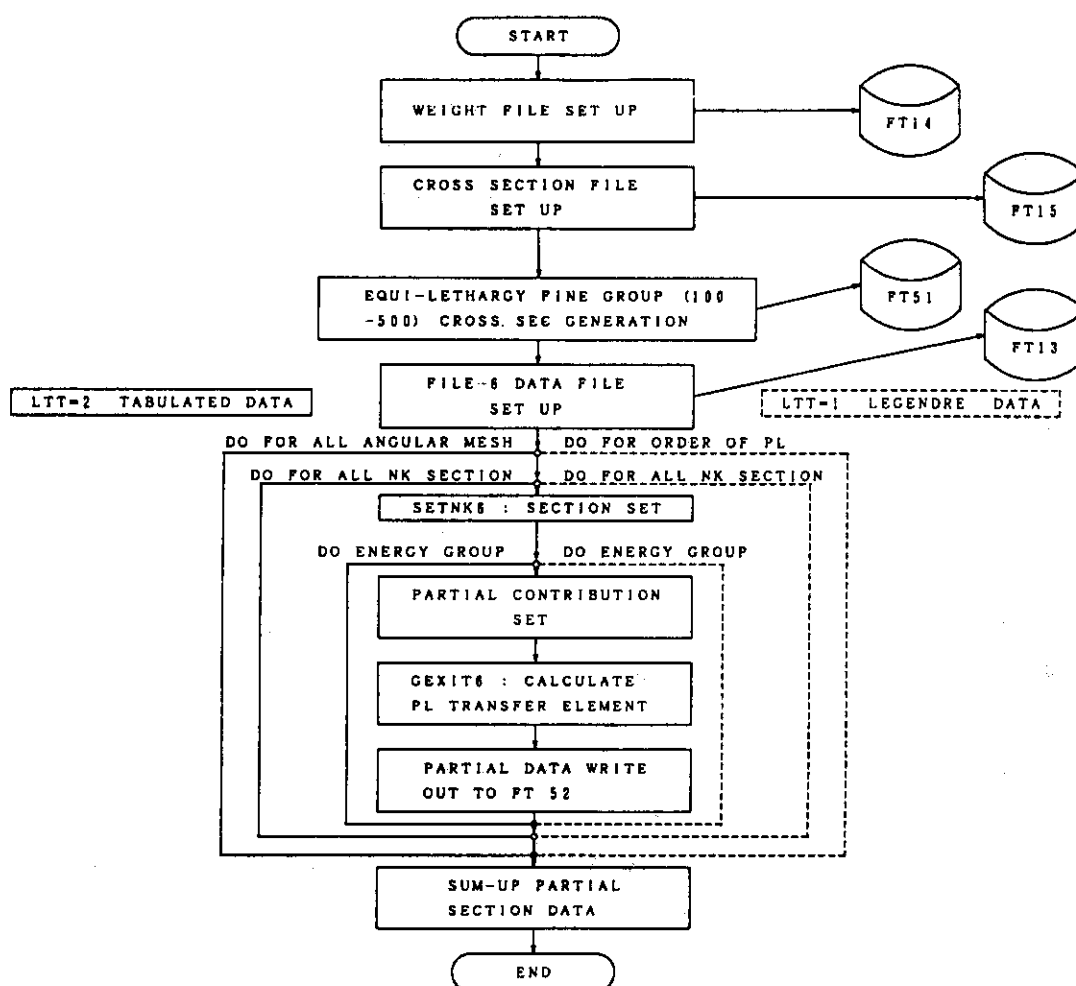 START
WEIGHT FILE SET UP
FT14
CROSS SECTION FILE
SET UP
FT15
EQUI-LETHARGY FINE GROUP (100
-500) CROSS.SEC GENERATION
FT51
FT13
FILE-6 DATA FILE
SET UP
LTT=2 TABULATED DATA
LTT=1 LEGENDRE DATA
DO FOR ALL ANGULAR MESH
DO FOR ORDER OF PL
DO FOR ALL NK SECTION
DO FOR ALL NK SECTION
SETNK6 : SECTION SET
DO ENERGY GROUP
DO ENERGY GROUP
PARTIAL CONTRIBUTION
SET
GEXIT6 : CALCULATE
PL TRANSFER ELEMENT
PARTIAL DATA WRITE
OUT TO FT 52
SUM-UP PARTIAL
SECTION DATA
END